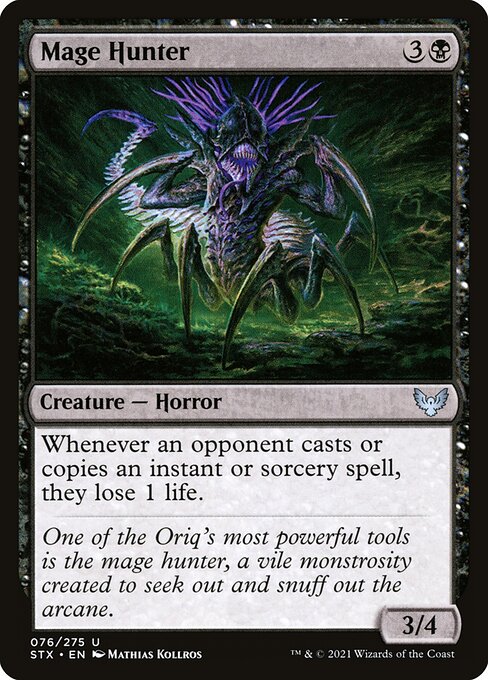 Mage Hunter 3
Creature — Horror
Whenever an opponent casts or
copies an instant or sorcery spell,
they lose 1 life.
One of the Oriq's most powerful tools
is the mage hunter, a vile monstrosity
created to seek out and snuff out the
arcane.
3/4
076/275 U
STX • EN Mathias Kollros
™ & © 2021 Wizards of the Coast